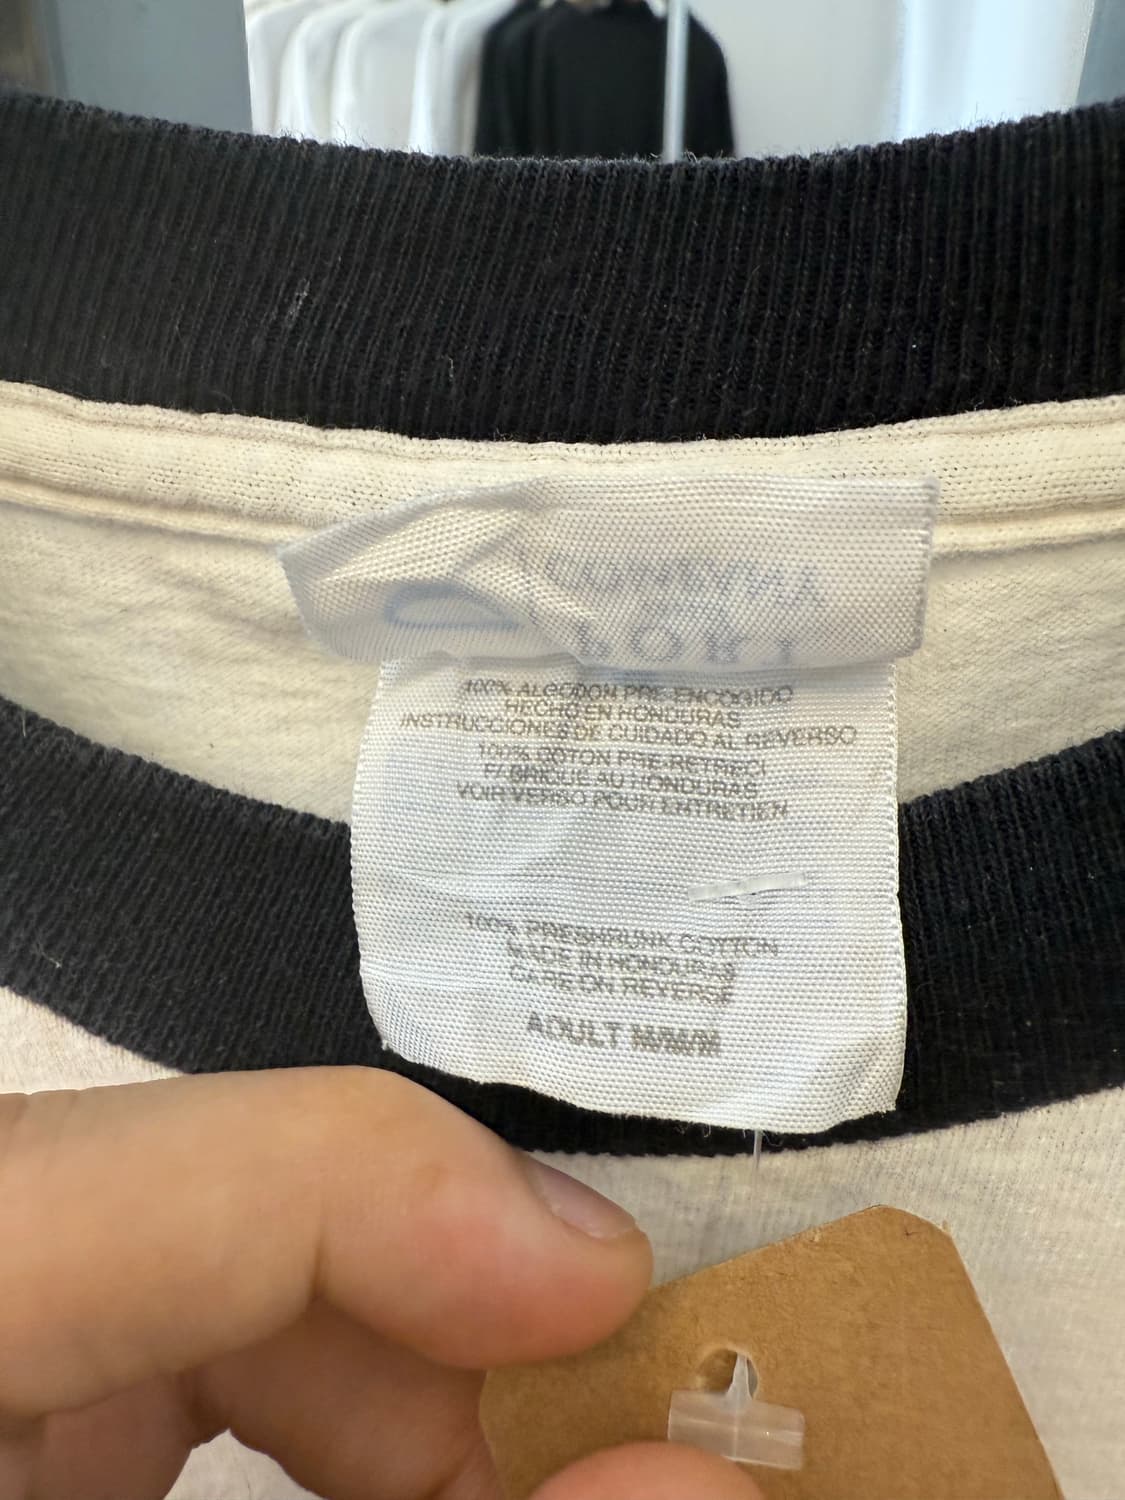 100% ALGODON PRE-ENCOGIDO
HECHO EN HONDURAS
INSTRUCCIONES DE CUIDADO AL REVERSO
100% COTON PRE-RETRECI
FABRIQUE AU HONDURAS
VOIR VERSO POUR ENTRETIEN
100% PRESHRUNK COTTON
MADE IN HONDURAS
CARE ON REVERSE
ADULT M/M/M